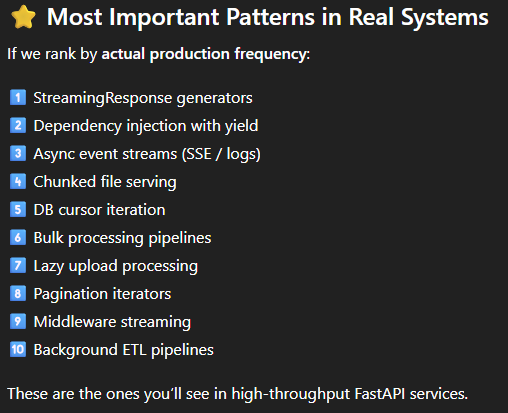 ⭐ Most Important Patterns in Real Systems
If we rank by actual production frequency:
1️⃣ StreamingResponse generators
2️⃣ Dependency injection with yield
3️⃣ Async event streams (SSE / logs)
4️⃣ Chunked file serving
5️⃣ DB cursor iteration
6️⃣ Bulk processing pipelines
7️⃣ Lazy upload processing
8️⃣ Pagination iterators
9️⃣ Middleware streaming
🔟 Background ETL pipelines
These are the ones you’ll see in high-throughput FastAPI services.